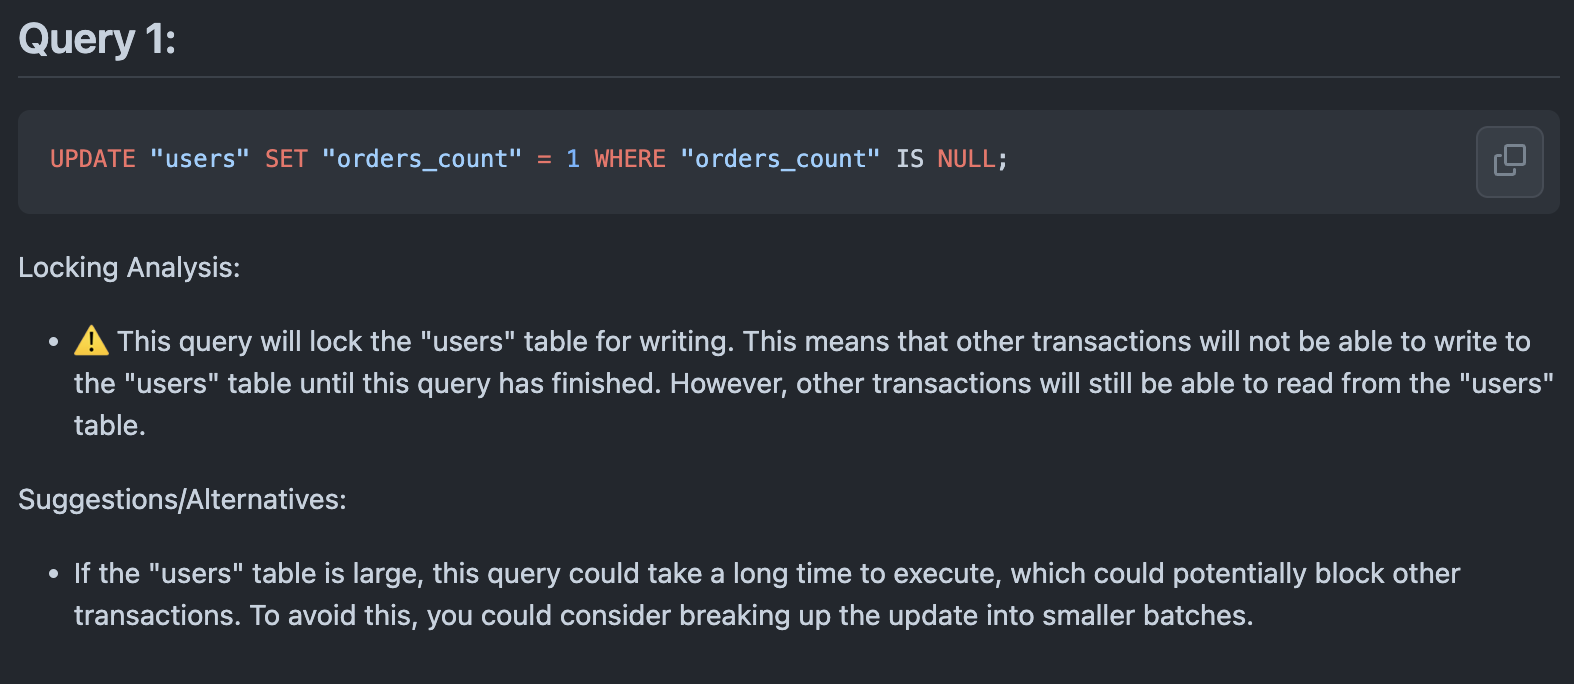 Query 1:
UPDATE "users" SET "orders_count" = 1 WHERE "orders_count" IS NULL;
Locking Analysis:
• ⚠️ This query will lock the "users" table for writing. This means that other transactions will not be able to write to
the "users" table until this query has finished. However, other transactions will still be able to read from the "users"
table.
Suggestions/Alternatives:
• If the "users" table is large, this query could take a long time to execute, which could potentially block other
transactions. To avoid this, you could consider breaking up the update into smaller batches.